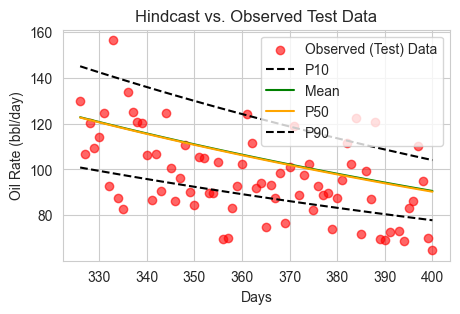 Hindcast vs. Observed Test Data
Oil Rate (bbl/day)
160
140
120
100
80
Observed (Test) Data
P10
Mean
P50
P90
330
340
350
360
370
380
390
400
Days